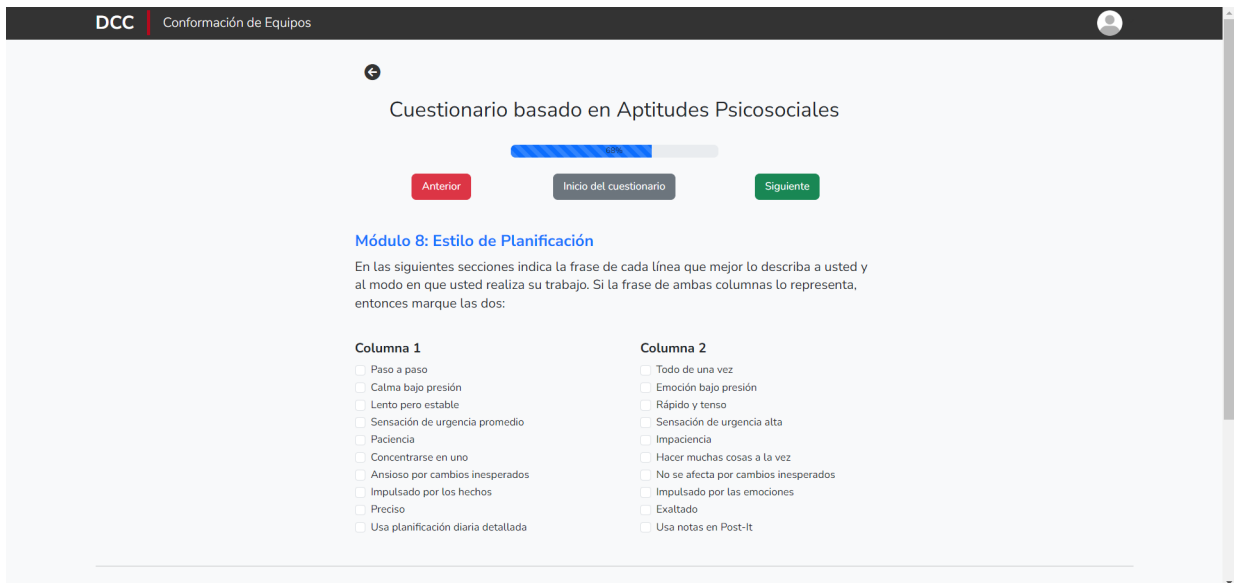 DCC Conformación de Equipos
Cuestionario basado en Aptitudes Psicosociales
68%
Anterior Inicio del cuestionario Siguiente
Módulo 8: Estilo de Planificación
En las siguientes secciones indica la frase de cada línea que mejor lo describa a usted y
al modo en que usted realiza su trabajo. Si la frase de ambas columnas lo representa,
entonces marque las dos:
Columna 1 Columna 2
Paso a paso Todo de una vez
Calma bajo presión Emoción bajo presión
Lento pero estable Rápido y tenso
Sensación de urgencia promedio Sensación de urgencia alta
Paciencia Impaciencia
Concentrarse en uno Hacer muchas cosas a la vez
Ansioso por cambios inesperados No se afecta por cambios inesperados
Impulsado por los hechos Impulsado por las emociones
Preciso Exaltado
Usa planificación diaria detallada Usa notas en Post-It